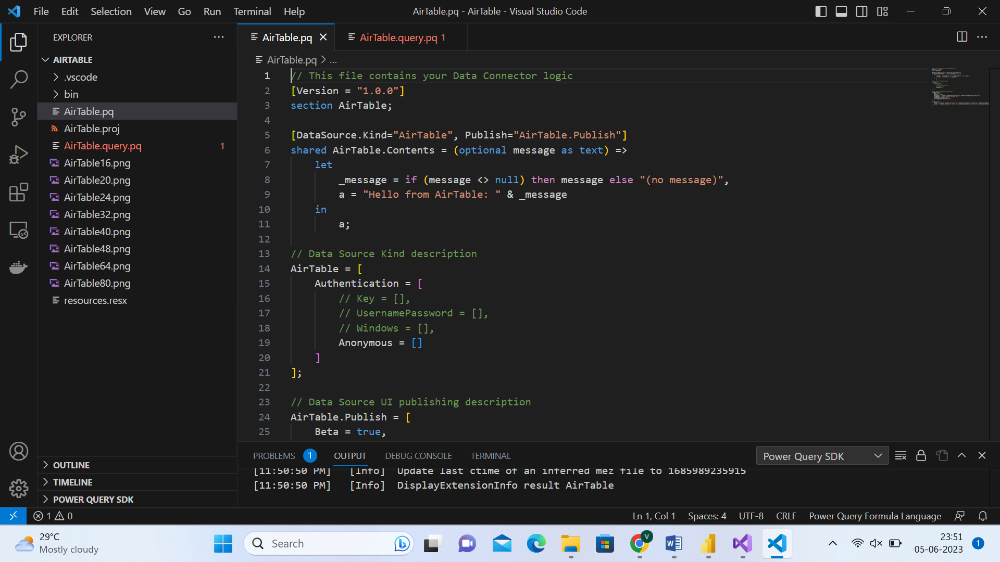 File Edit Selection View Go Run Terminal Help
AirTable.pq - AirTable - Visual Studio Code
EXPLORER
AIRTABLE
.vscode
bin
AirTable.pq
AirTable.proj
AirTable.query.pq 1
AirTable16.png
AirTable20.png
AirTable24.png
AirTable32.png
AirTable40.png
AirTable48.png
AirTable64.png
AirTable80.png
resources.resx
OUTLINE
TIMELINE
POWER QUERY SDK
AirTable.pq
AirTable.query.pq 1
AirTable.pq > ...
1 // This file contains your Data Connector logic
2 [Version = "1.0.0"]
3 section AirTable;
4
5 [DataSource.Kind="AirTable", Publish="AirTable.Publish"]
6 shared AirTable.Contents = (optional message as text) =>
7 let
8 _message = if (message <> null) then message else "(no message)",
9 a = "Hello from AirTable: " & _message
10 in
11 a;
12
13 // Data Source Kind description
14 AirTable = [
15 Authentication = [
16 // Key = [],
17 // UsernamePassword = [],
18 // Windows = [],
19 Anonymous = []
20 ]
21 ];
22
23 // Data Source UI publishing description
24 AirTable.Publish = [
25 Beta = true,
PROBLEMS 1 OUTPUT DEBUG CONSOLE TERMINAL
Power Query SDK
[11:50:50 PM] [Info] Update last ctime of an inferred mez file to 1685989235915
[11:50:50 PM] [Info] DisplayExtensionInfo result AirTable
1 0
Ln 1, Col 1 Spaces: 4 UTF-8 CRLF Power Query Formula Language
29°C
Mostly cloudy
Search
V
23:51
05-06-2023
1